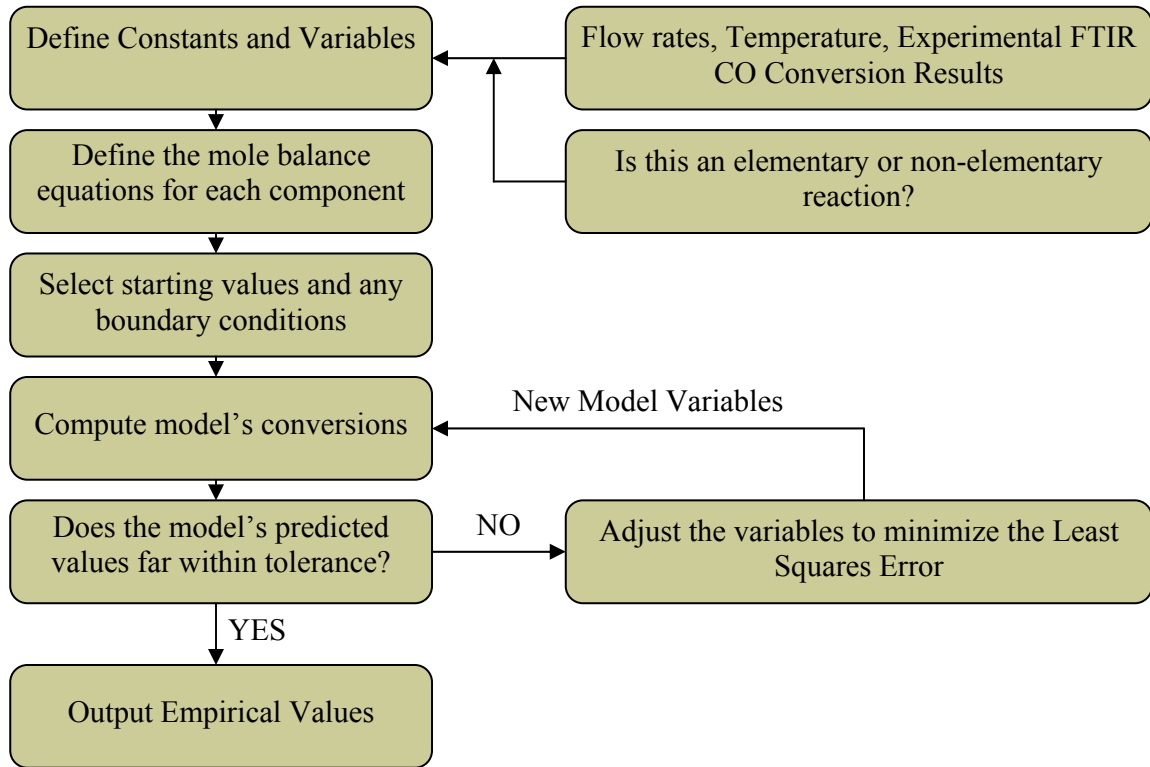 Define Constants and Variables
Flow rates, Temperature, Experimental FTIR
CO Conversion Results
Define the mole balance
equations for each component
Is this an elementary or non-elementary
reaction?
Select starting values and any
boundary conditions
Compute model’s conversions
New Model Variables
Does the model’s predicted
values far within tolerance?
NO
Adjust the variables to minimize the Least
Squares Error
YES
Output Empirical Values